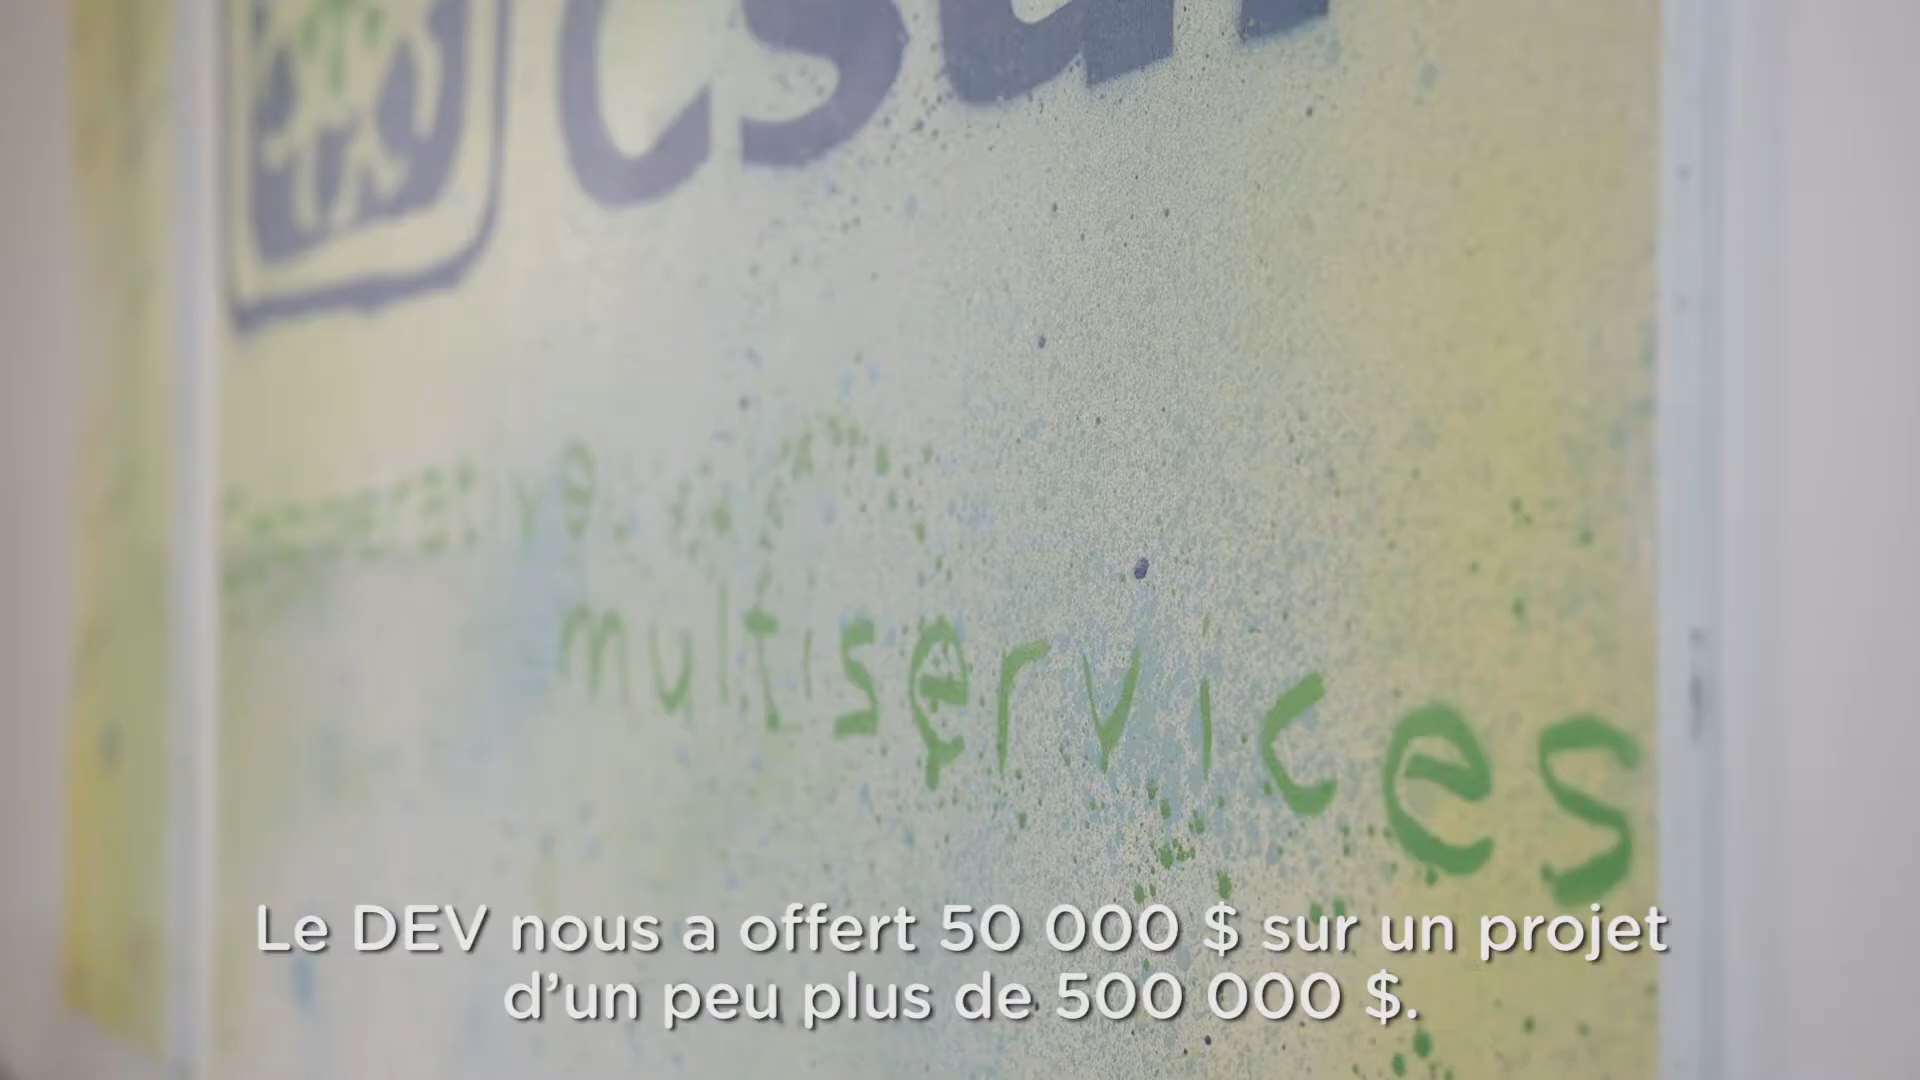 multiservices
Le DEV nous a offert 50 000 $ sur un projet
d’un peu plus de 500 000 $.